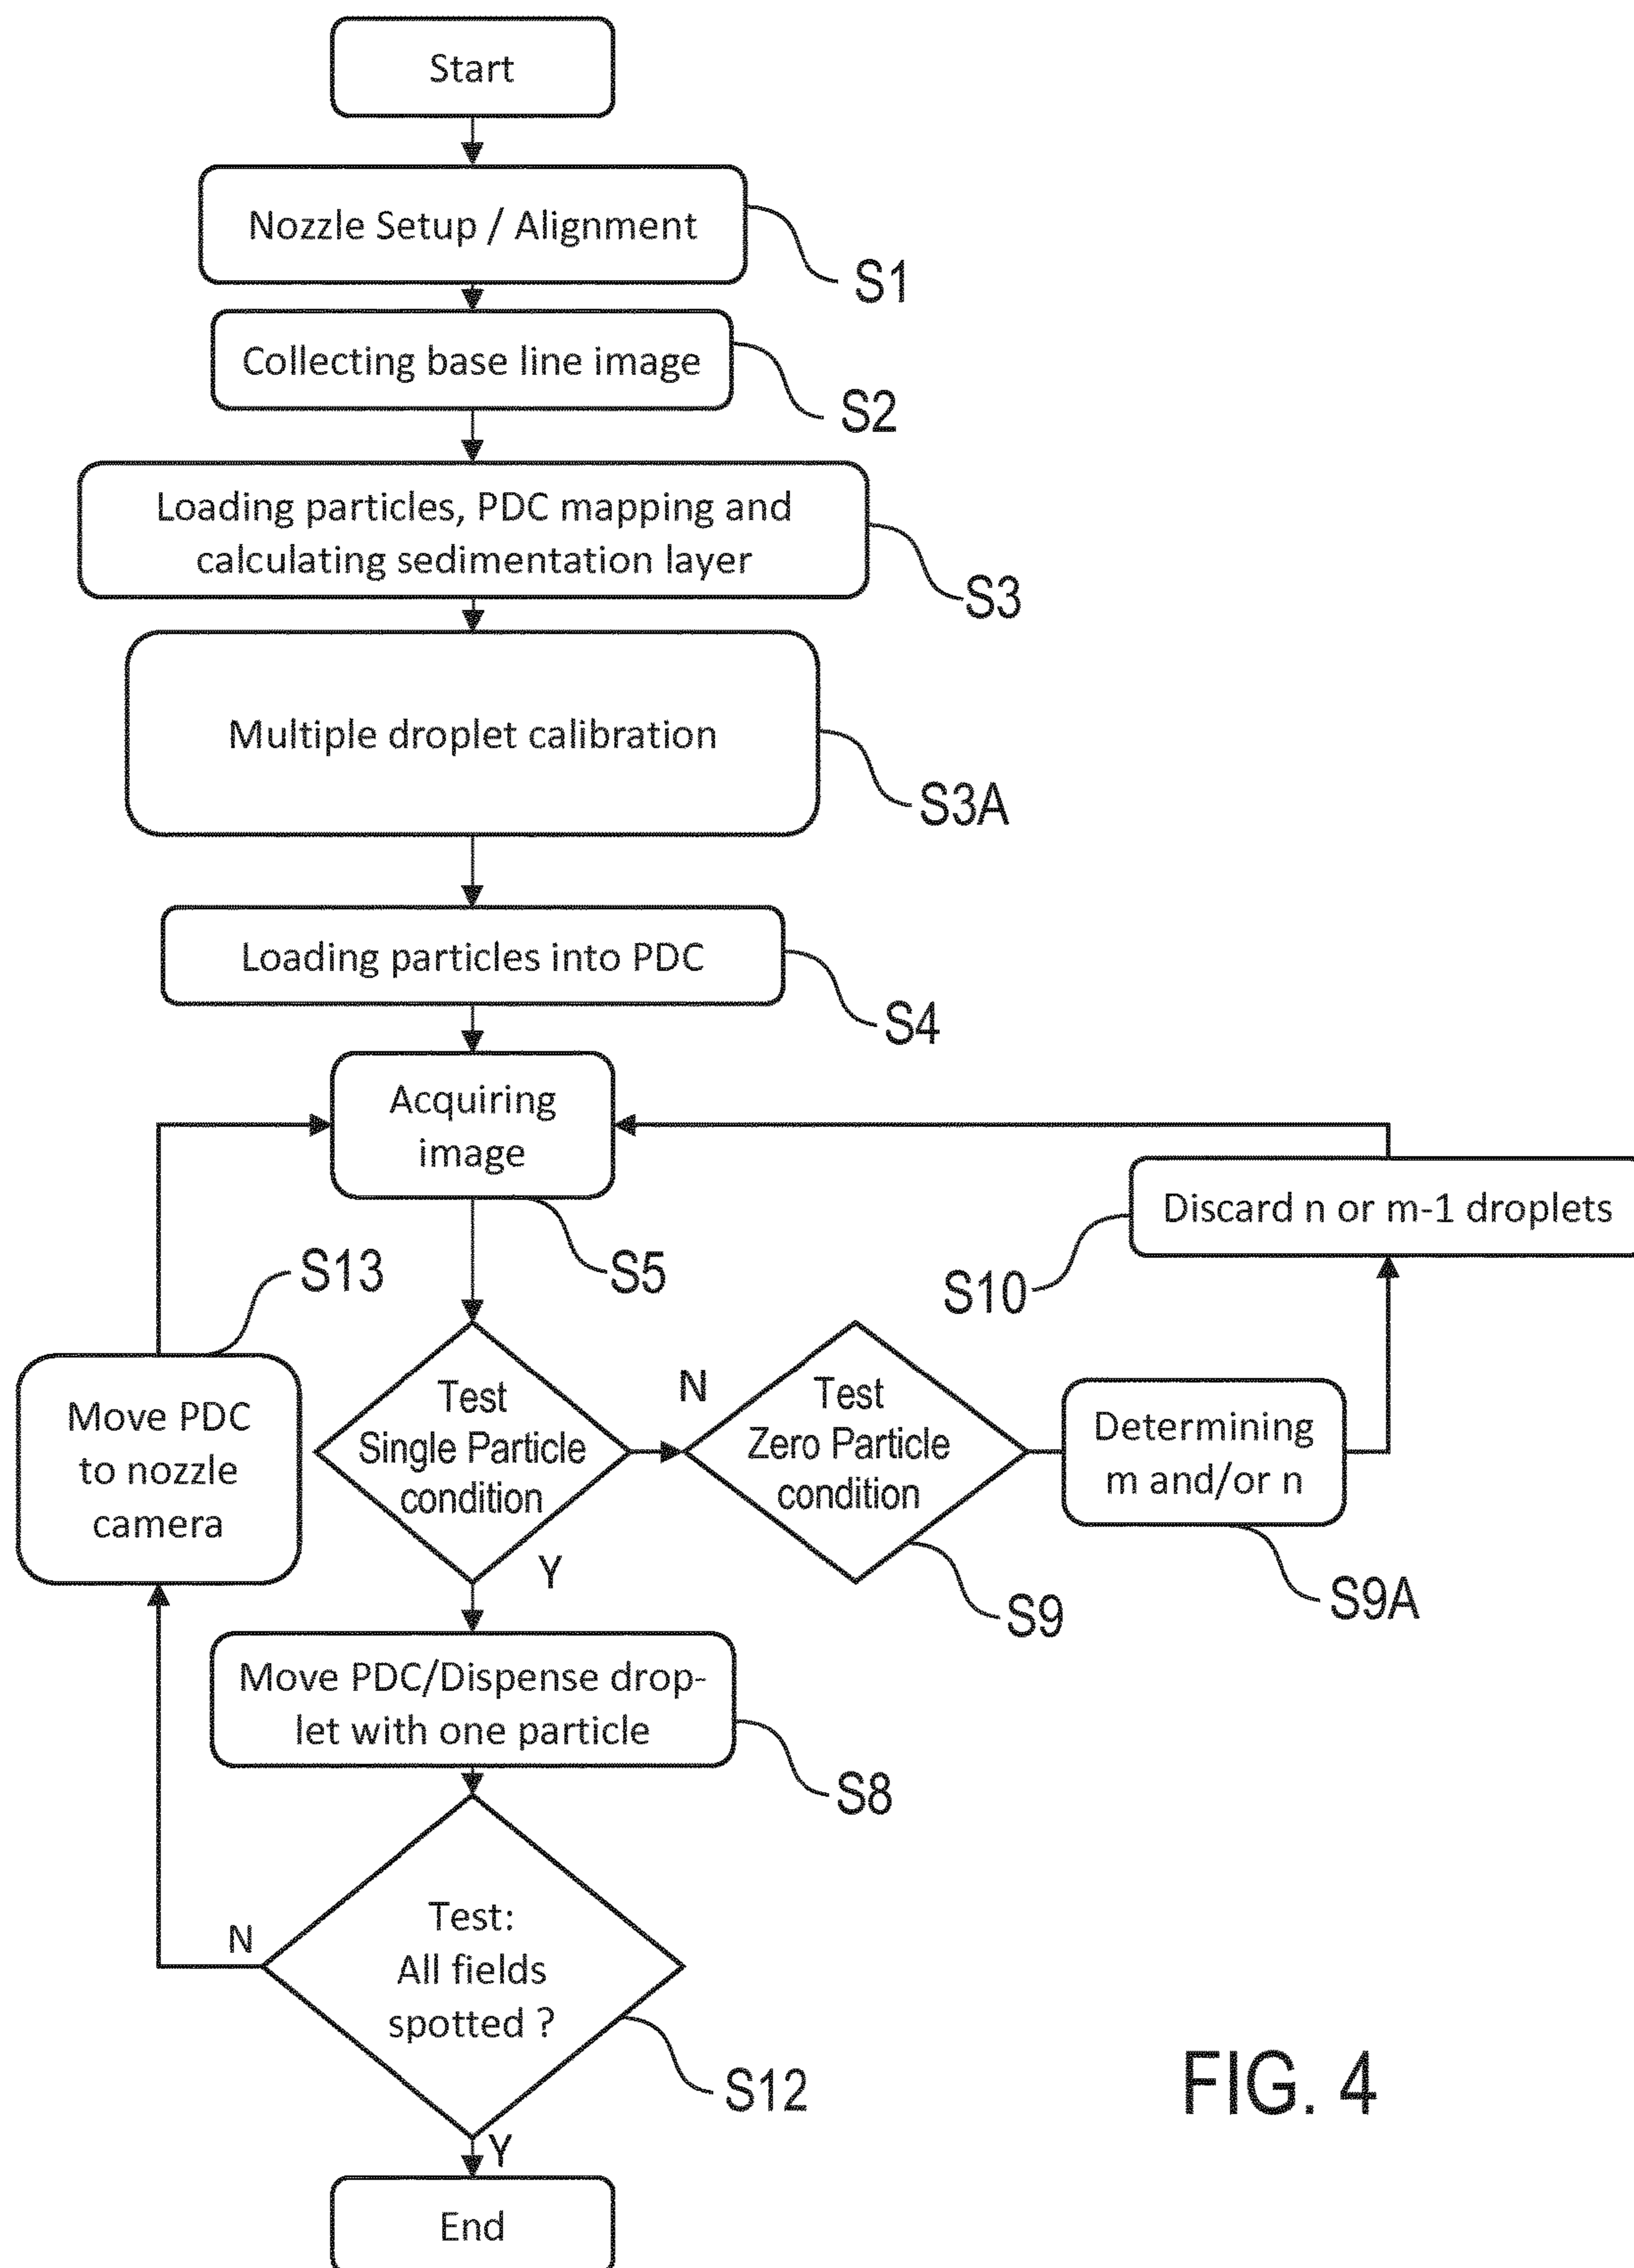 Start
Nozzle Setup / Alignment
S1
Collecting base line image
S2
Loading particles, PDC mapping and
calculating sedimentation layer
S3
Multiple droplet calibration
S3A
Loading particles into PDC
S4
Acquiring
image
S5
Discard n or m-1 droplets
S10
S13
Move PDC
to nozzle
camera
Test
Single Particle
condition
N
Y
Test
Zero Particle
condition
S9
Determining
m and/or n
S9A
Move PDC/Dispense drop-
let with one particle
S8
Test:
All fields
spotted ?
N
S12
Y
End
FIG. 4